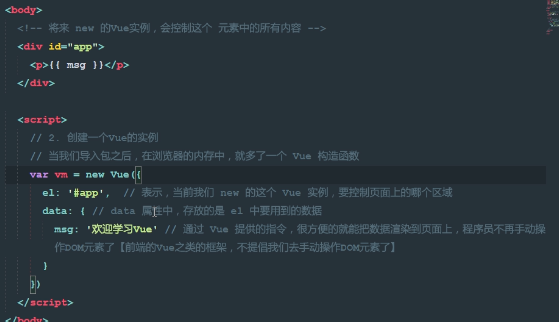 <body>
<!-- 将来 new 的Vue实例，会控制这个 元素中的所有内容 -->
<div id="app">
<p>{{ msg }}</p>
</div>
<script>
// 2. 创建一个Vue的实例
// 当我们导入包之后，在浏览器的内存中，就多了一个 Vue 构造函数
var vm = new Vue({
el: '#app',  // 表示，当前我们 new 的这个 Vue 实例，要控制页面上的哪个区域
data: { // data 属性中，存放的是 el 中要用到的数据
msg: '欢迎学习Vue' // 通过 Vue 提供的指令，很方便的就能把数据渲染到页面上，程序员不再手动操
作DOM元素了【前端的Vue之类的框架，不提倡我们去手动操作DOM元素了】
}
})
</script>
</body>